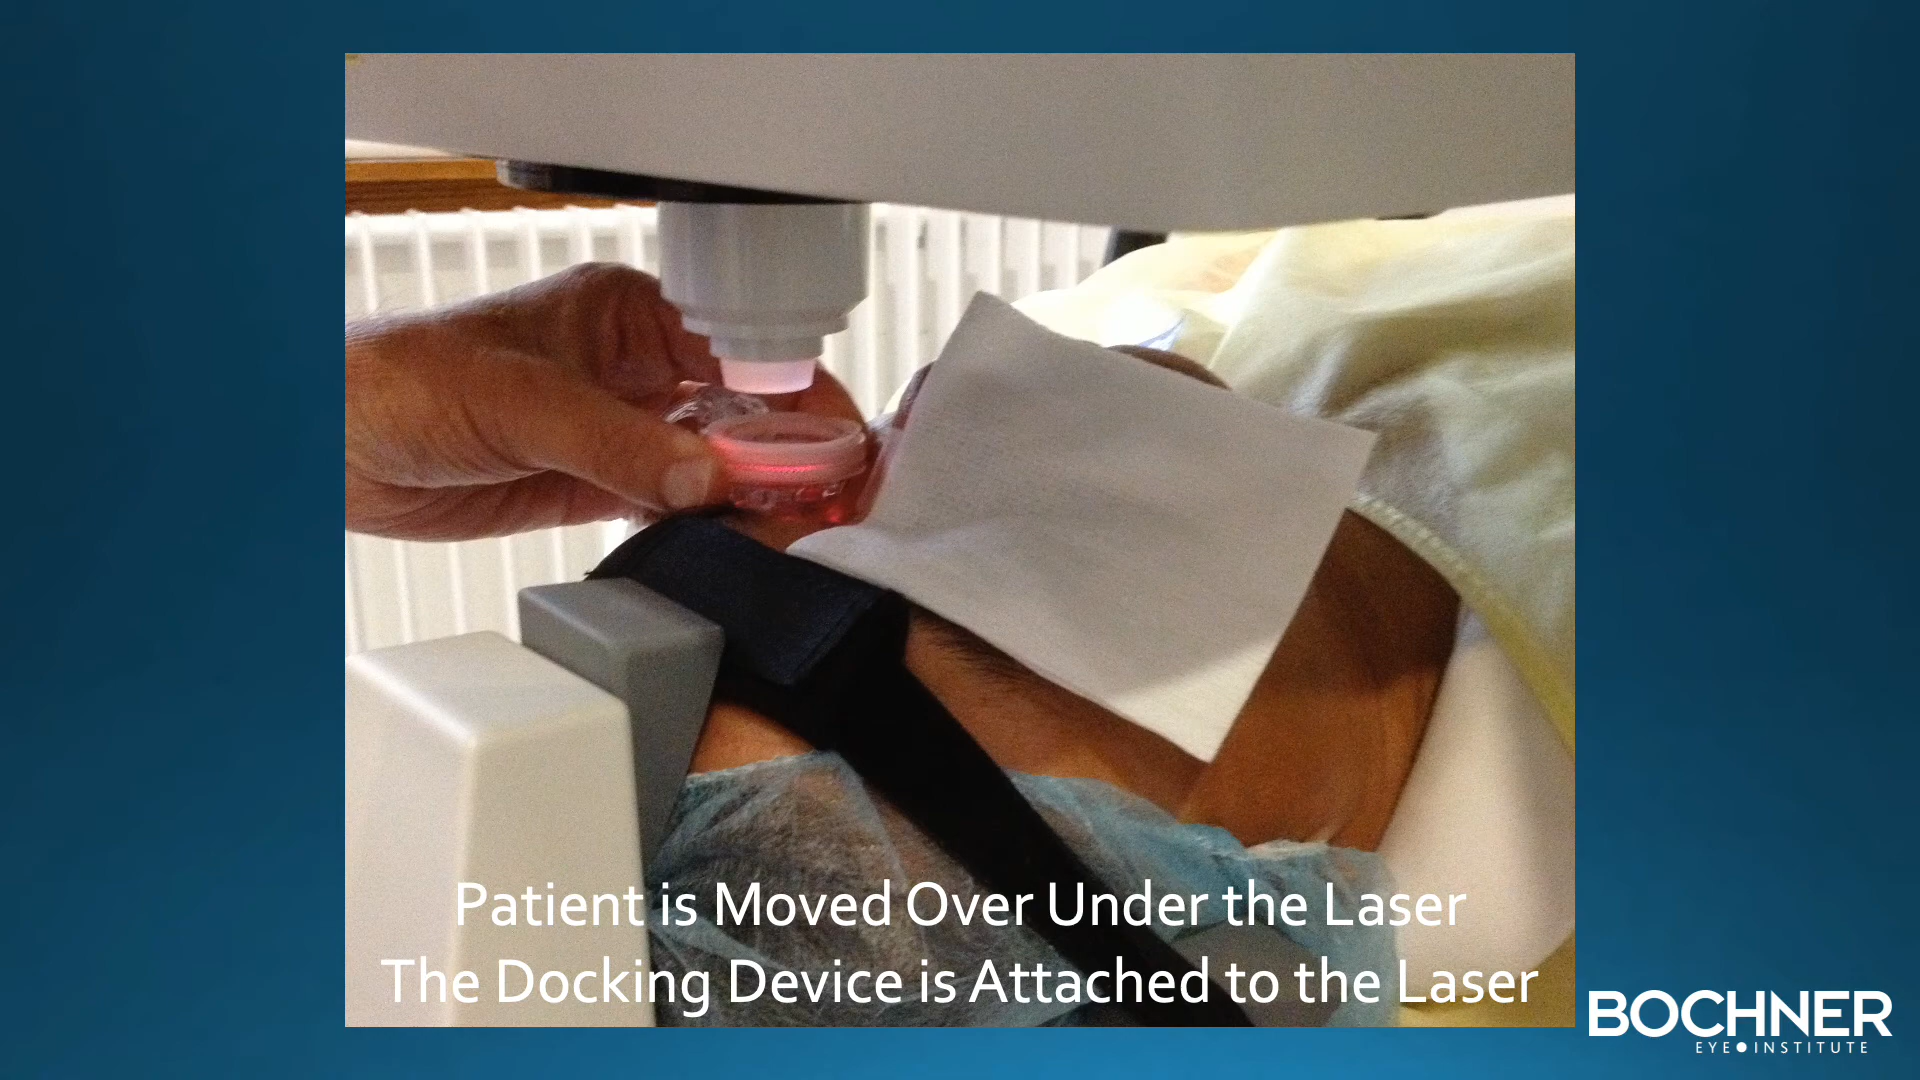 Patient is Moved Over Under the Laser
The Docking Device is Attached to the Laser
BOCHNER
EYE INSTITUTE